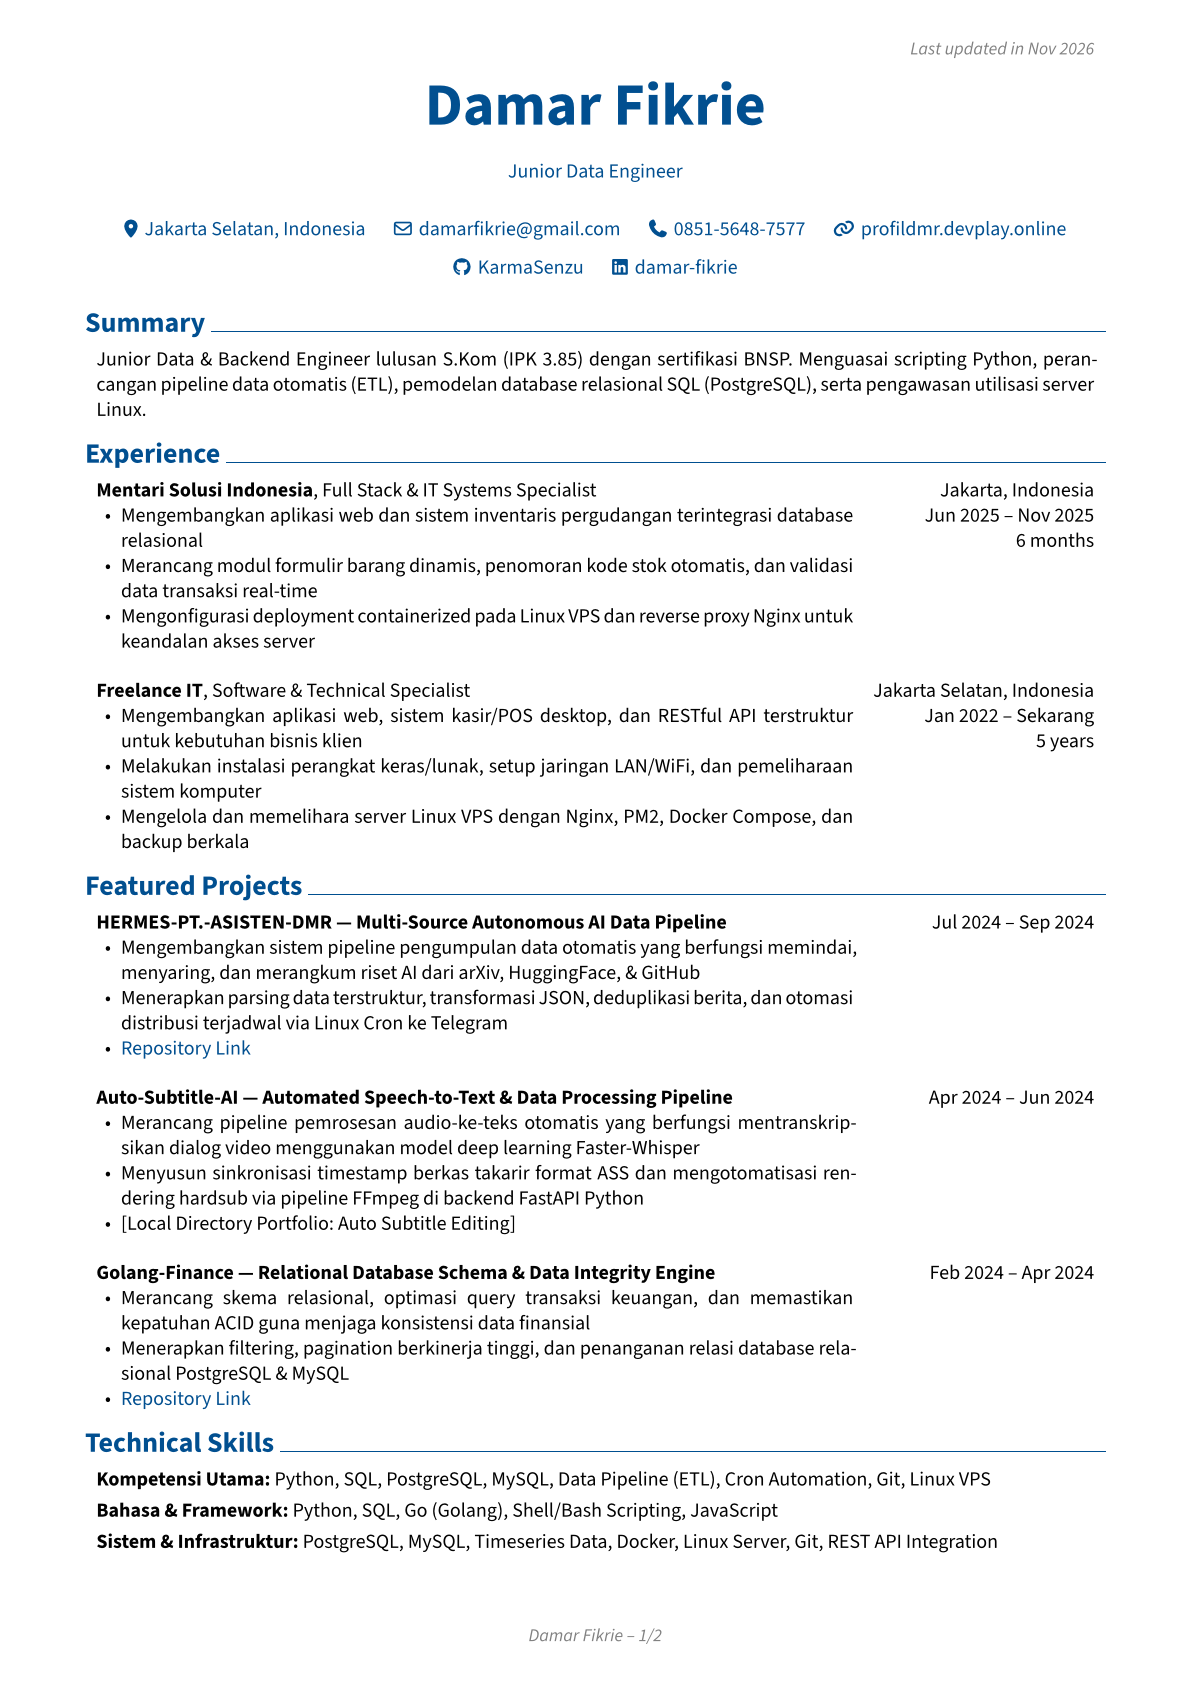 Last updated in Nov 2026
Damar Fikrie
Junior Data Engineer
Jakarta Selatan, Indonesia damarfikrie@gmail.com 0851-5648-7577 profildmr.devplay.online
KarmaSenzu damar-fikrie
Summary
Junior Data & Backend Engineer lulusan S.Kom (IPK 3.85) dengan sertifikasi BNSP. Menguasai scripting Python, peran-
cangan pipeline data otomatis (ETL), pemodelan database relasional SQL (PostgreSQL), serta pengawasan utilisasi server
Linux.
Experience
Mentari Solusi Indonesia, Full Stack & IT Systems Specialist Jakarta, Indonesia
• Mengembangkan aplikasi web dan sistem inventaris pergudangan terintegrasi database Jun 2025 – Nov 2025
relasional 6 months
• Merancang modul formulir barang dinamis, penomoran kode stok otomatis, dan validasi
data transaksi real-time
• Mengonfigurasi deployment containerized pada Linux VPS dan reverse proxy Nginx untuk
keandalan akses server
Freelance IT, Software & Technical Specialist Jakarta Selatan, Indonesia
• Mengembangkan aplikasi web, sistem kasir/POS desktop, dan RESTful API terstruktur Jan 2022 – Sekarang
untuk kebutuhan bisnis klien 5 years
• Melakukan instalasi perangkat keras/lunak, setup jaringan LAN/WiFi, dan pemeliharaan
sistem komputer
• Mengelola dan memelihara server Linux VPS dengan Nginx, PM2, Docker Compose, dan
backup berkala
Featured Projects
HERMES-PT.-ASISTEN-DMR — Multi-Source Autonomous AI Data Pipeline Jul 2024 – Sep 2024
• Mengembangkan sistem pipeline pengumpulan data otomatis yang berfungsi memindai,
menyaring, dan merangkum riset AI dari arXiv, HuggingFace, & GitHub
• Menerapkan parsing data terstruktur, transformasi JSON, deduplikasi berita, dan otomasi
distribusi terjadwal via Linux Cron ke Telegram
• Repository Link
Auto-Subtitle-AI — Automated Speech-to-Text & Data Processing Pipeline Apr 2024 – Jun 2024
• Merancang pipeline pemrosesan audio-ke-teks otomatis yang berfungsi mentranskrip-
sikan dialog video menggunakan model deep learning Faster-Whisper
• Menyusun sinkronisasi timestamp berkas takarir format ASS dan mengotomatisasi ren-
dering hardsub via pipeline FFmpeg di backend FastAPI Python
• [Local Directory Portfolio: Auto Subtitle Editing]
Golang-Finance — Relational Database Schema & Data Integrity Engine Feb 2024 – Apr 2024
• Merancang skema relasional, optimasi query transaksi keuangan, dan memastikan
kepatuhan ACID guna menjaga konsistensi data finansial
• Menerapkan filtering, pagination berkinerja tinggi, dan penanganan relasi database rela-
sional PostgreSQL & MySQL
• Repository Link
Technical Skills
Kompetensi Utama: Python, SQL, PostgreSQL, MySQL, Data Pipeline (ETL), Cron Automation, Git, Linux VPS
Bahasa & Framework: Python, SQL, Go (Golang), Shell/Bash Scripting, JavaScript
Sistem & Infrastruktur: PostgreSQL, MySQL, Timeseries Data, Docker, Linux Server, Git, REST API Integration
Damar Fikrie – 1/2